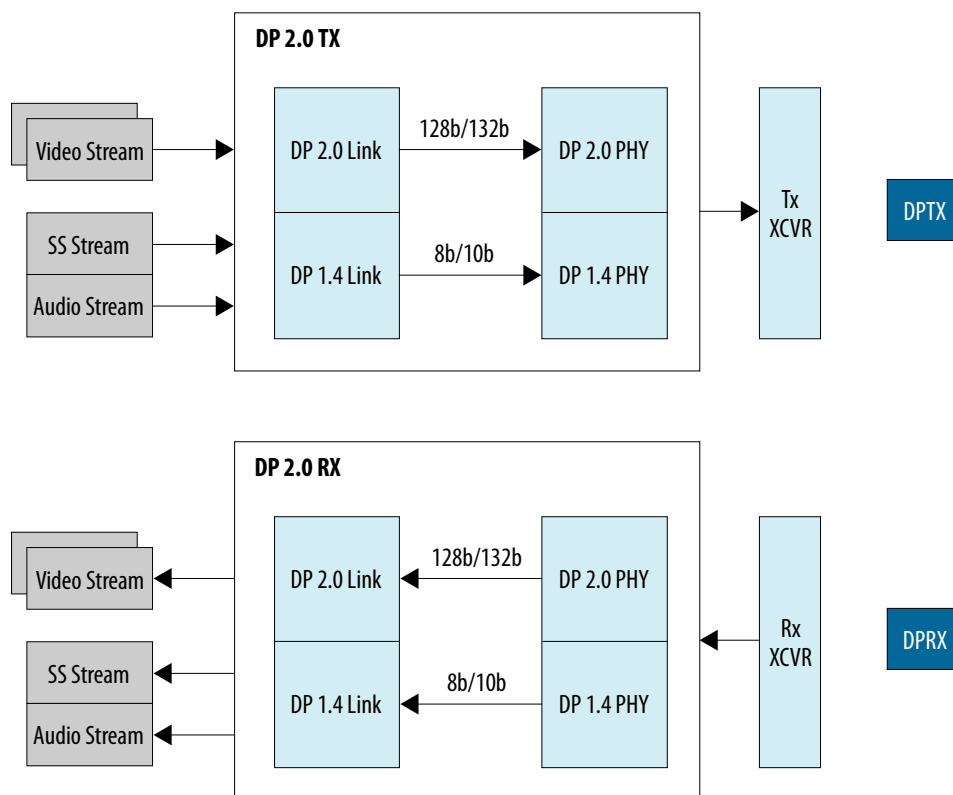 DP 2.0 TX
Video Stream
SS Stream
Audio Stream
DP 2.0 Link
128b/132b
DP 2.0 PHY
DP 1.4 Link
8b/10b
DP 1.4 PHY
Tx
XCVR
DPTX
DP 2.0 RX
Video Stream
SS Stream
Audio Stream
DP 2.0 Link
128b/132b
DP 2.0 PHY
DP 1.4 Link
8b/10b
DP 1.4 PHY
Rx
XCVR
DPRX